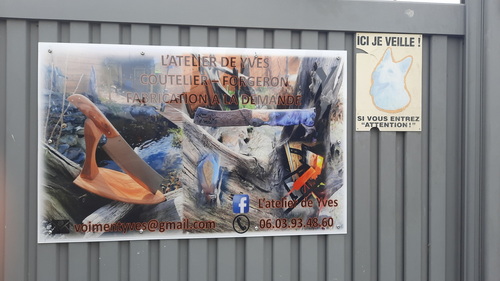 L'ATELIER DE YVES
COUTELIER - FORGERON
FABRICATION A LA DEMANDE
L'atelier de Yves
voimentyves@gmail.com
06.03.93.48.60
ICI JE VEILLE !
SI VOUS ENTREZ
"ATTENTION !"